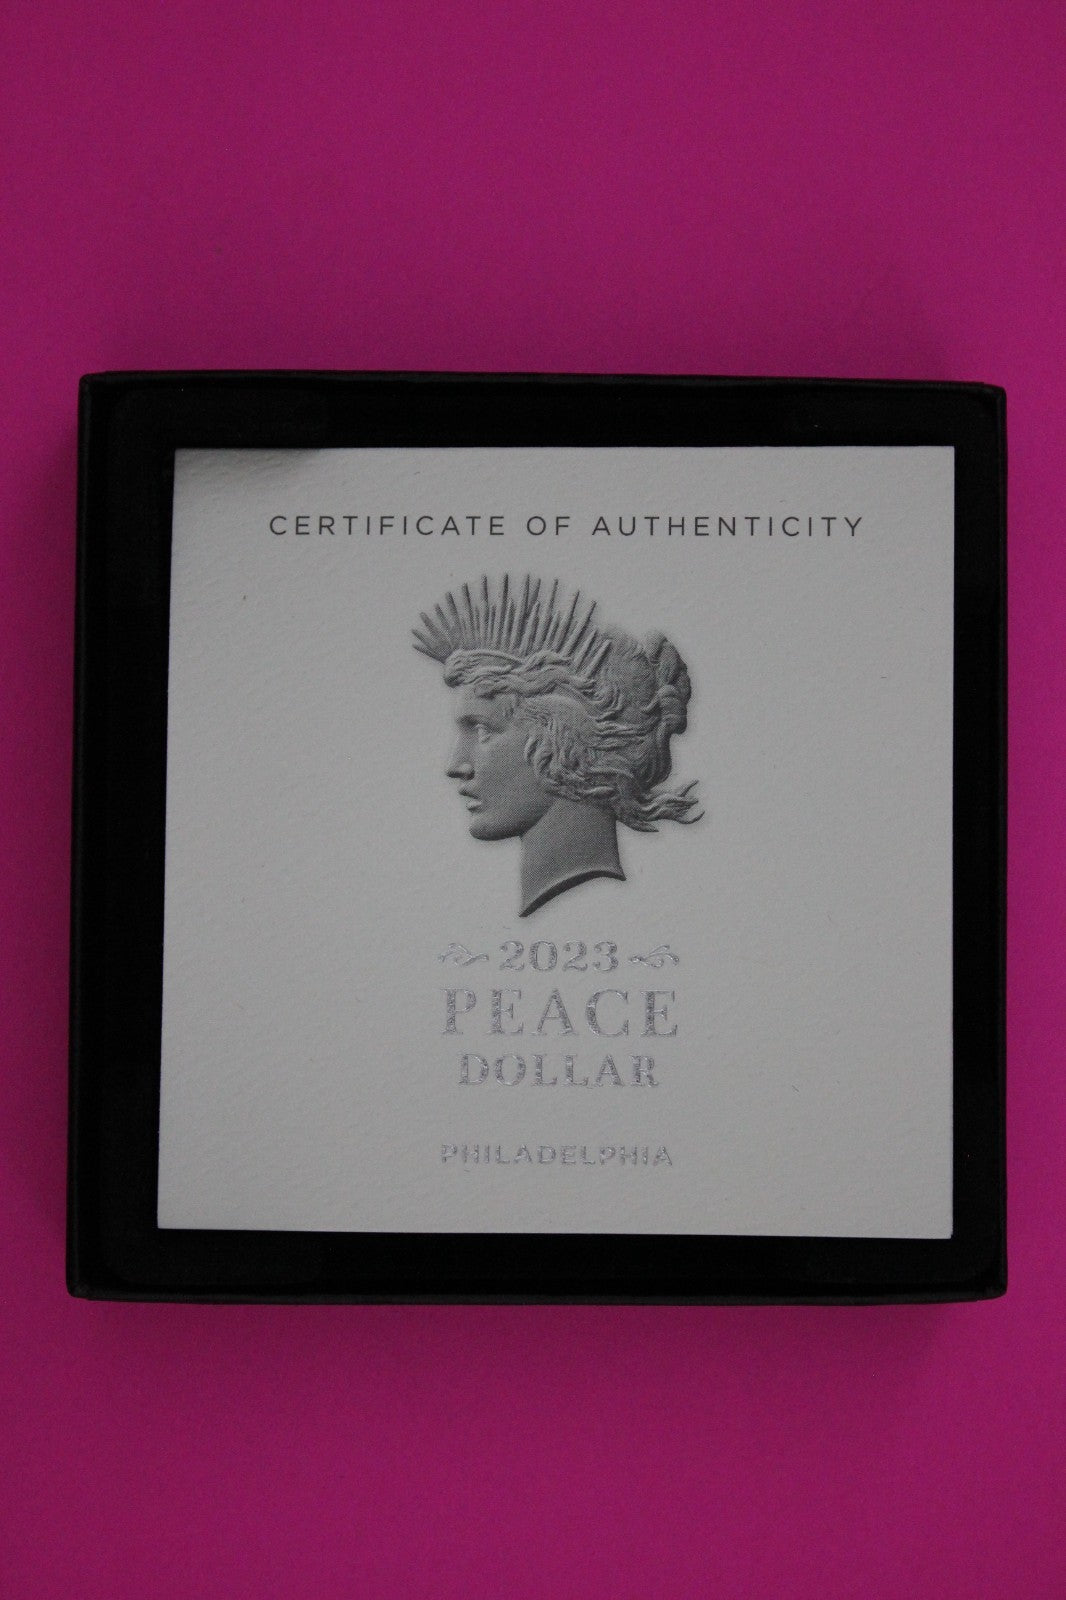 CERTIFICATE OF AUTHENTICITY
2023
PEACE
DOLLAR
PHILADELPHIA